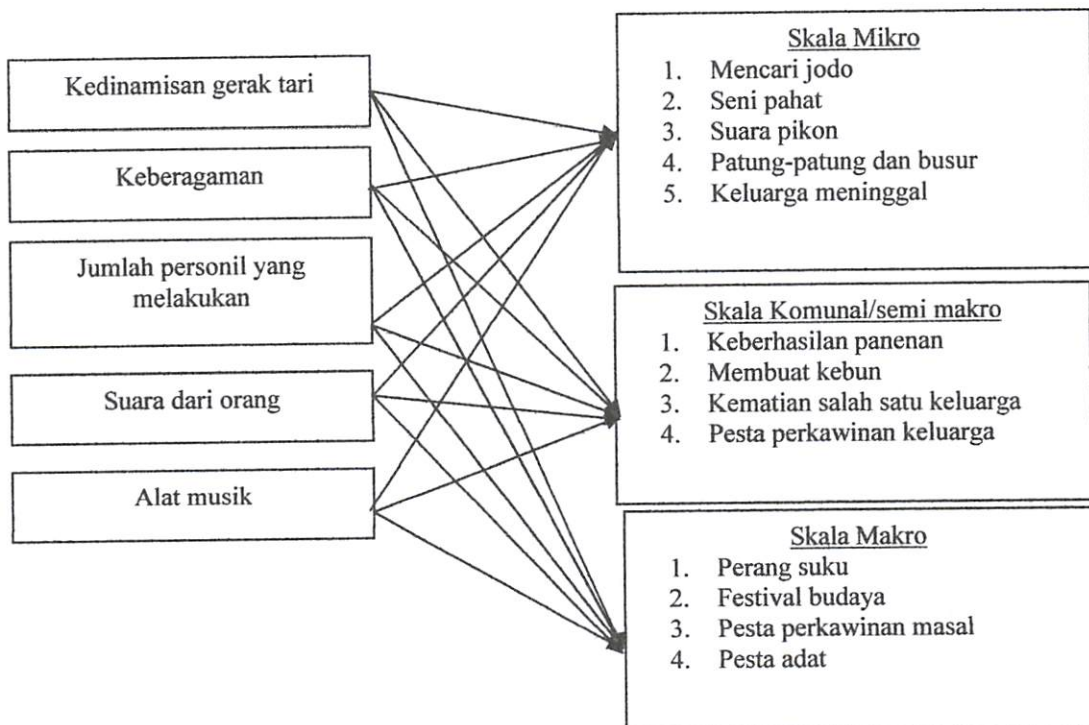 Kedinamisan gerak tari
Keberagaman
Jumlah personil yang
melakukan
Suara dari orang
Alat musik
Skala Mikro
1. Mencari jodo
2. Seni pahat
3. Suara pikon
4. Patung-patung dan busur
5. Keluarga meninggal
Skala Komunal/semi makro
1. Keberhasilan panenan
2. Membuat kebun
3. Kematian salah satu keluarga
4. Pesta perkawinan keluarga
Skala Makro
1. Perang suku
2. Festival budaya
3. Pesta perkawinan masal
4. Pesta adat